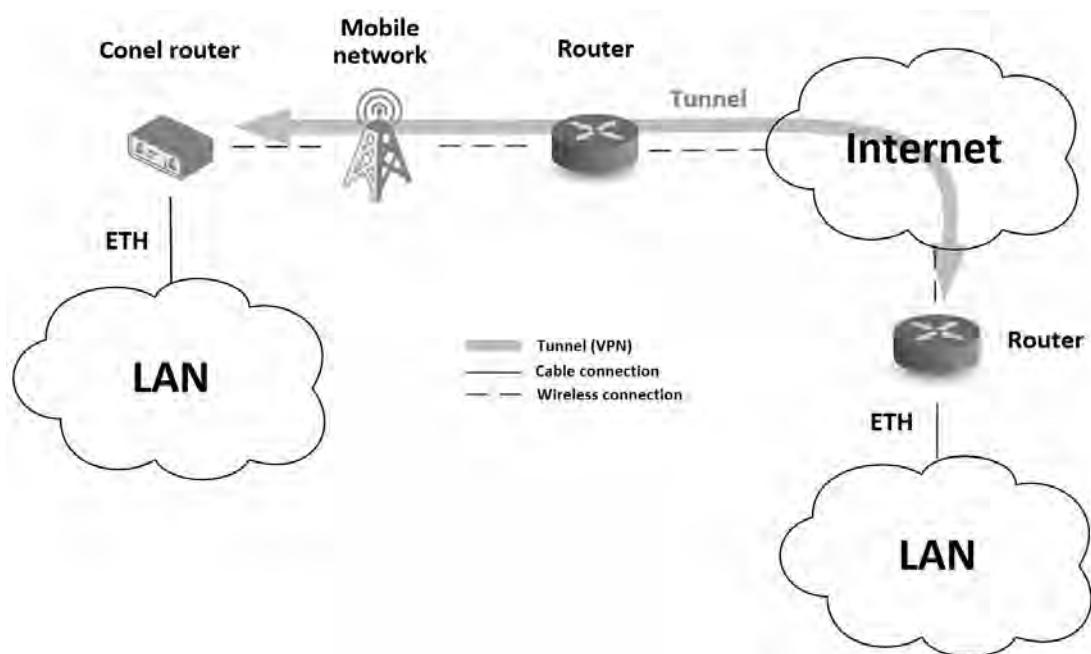 Conel router
Mobile
network
Router
Tunnel
Internet
ETH
LAN
Router
Tunnel (VPN)
Cable connection
Wireless connection
ETH
LAN